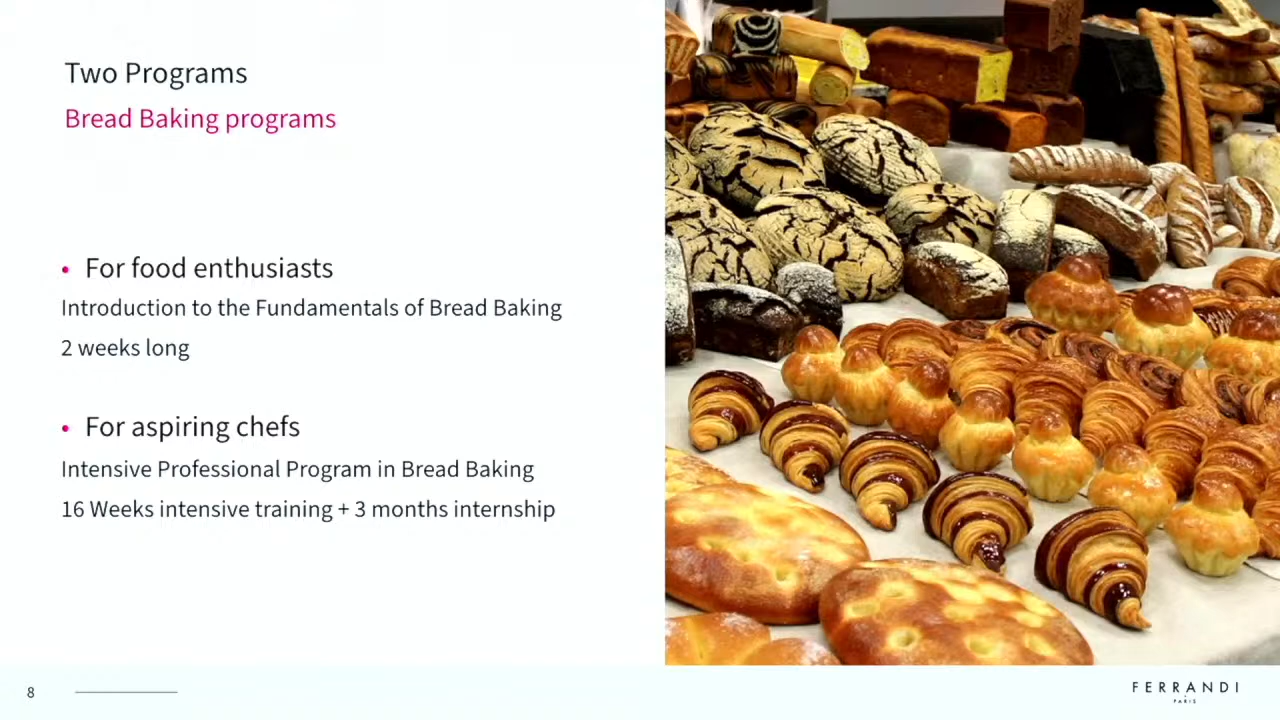 Two Programs
Bread Baking programs
• For food enthusiasts
Introduction to the Fundamentals of Bread Baking
2 weeks long
• For aspiring chefs
Intensive Professional Program in Bread Baking
16 Weeks intensive training + 3 months internship
8
FERRANDI
PARIS